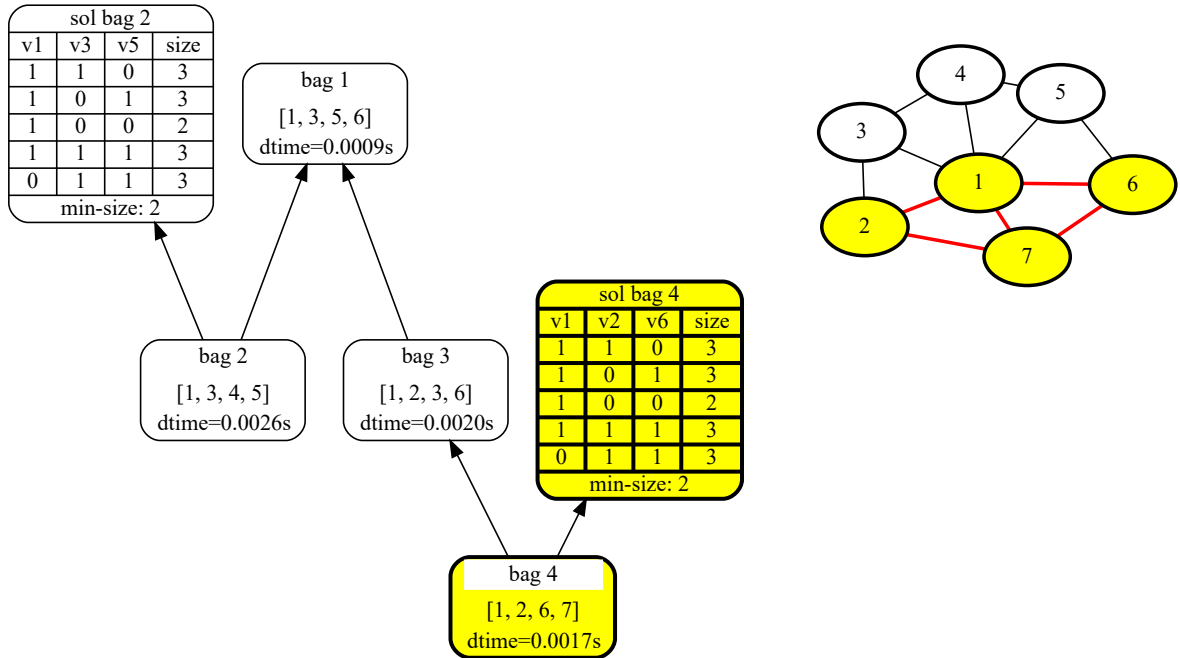 sol bag 2
v1 v3 v5 size
1 1 0 3
1 0 1 3
1 0 0 2
1 1 1 3
0 1 1 3
min-size: 2
bag 1
[1, 3, 5, 6]
dtime=0.0009s
4
5
3
1
6
2
7
bag 2
[1, 3, 4, 5]
dtime=0.0026s
bag 3
[1, 2, 3, 6]
dtime=0.0020s
sol bag 4
v1 v2 v6 size
1 1 0 3
1 0 1 3
1 0 0 2
1 1 1 3
0 1 1 3
min-size: 2
bag 4
[1, 2, 6, 7]
dtime=0.0017s